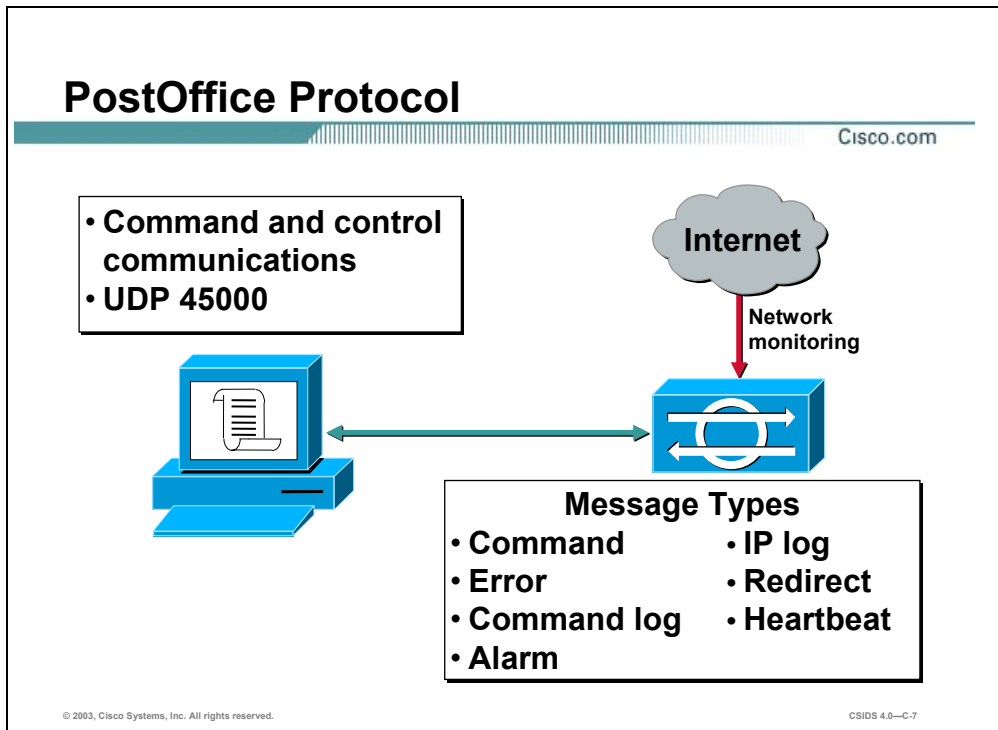 PostOffice Protocol
Cisco.com
• Command and control
communications
• UDP 45000
Internet
Network
monitoring
Message Types
• Command
• Error
• Command log
• Alarm
• IP log
• Redirect
• Heartbeat
© 2003, Cisco Systems, Inc. All rights reserved.
CSIDS 4.0—C-7